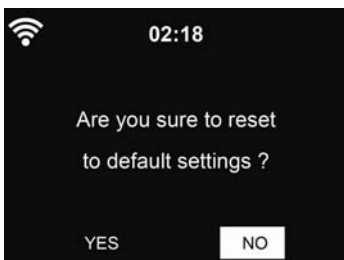 02:18
Are you sure to reset
to default settings ?
YES NO